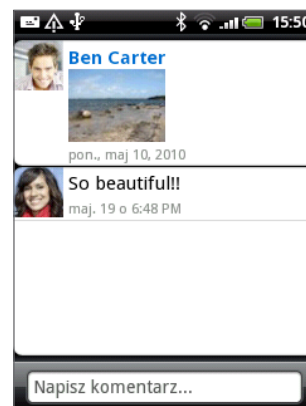 15:50
Ben Carter
pon., maj 10, 2010
So beautiful!!
maj. 19 o 6:48 PM
Napisz komentarz...